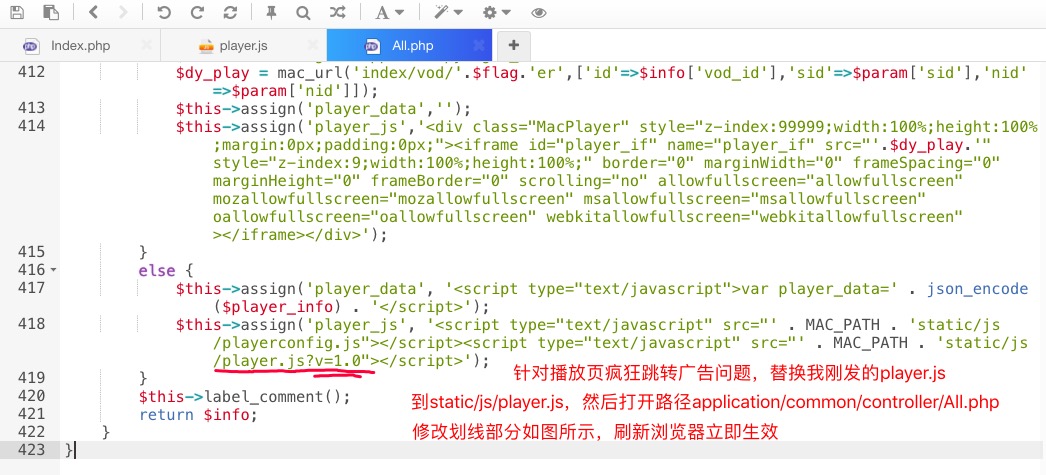 Index.php
player.js
All.php
412 $dy_play = mac_url('index/vod/'.$flag.'er',['id'=>$info['vod_id'],'sid'=>$param['sid'],'nid'
=>$param['nid']]);
413 $this->assign('player_data','');
414 $this->assign('player_js','<div class="MacPlayer" style="z-index:99999;width:100%;height:100%
;margin:0px;padding:0px;"><iframe id="player_if" name="player_if" src="'.$dy_play.'"
style="z-index:9;width:100%;height:100%;" border="0" marginWidth="0" frameSpacing="0"
marginHeight="0" frameBorder="0" scrolling="no" allowfullscreen="allowfullscreen"
mozallowfullscreen="mozallowfullscreen" msallowfullscreen="msallowfullscreen"
oallowfullscreen="oallowfullscreen" webkitallowfullscreen="webkitallowfullscreen"
></iframe></div>');
415 }
416 else {
417 $this->assign('player_data', '<script type="text/javascript">var player_data=' . json_encode
($player_info) . '</script>');
418 $this->assign('player_js', '<script type="text/javascript" src="' . MAC_PATH . 'static/js
/playerconfig.js"></script><script type="text/javascript" src="' . MAC_PATH . 'static/js
/player.js?v=1.0"></script>');
419 }
针对播放页疯狂跳转广告问题，替换我刚发的player.js
420 $this->label_comment();
到static/js/player.js，然后打开路径application/common/controller/All.php
421 return $info;
422 }
修改划线部分如图所示，刷新浏览器立即生效
423 }